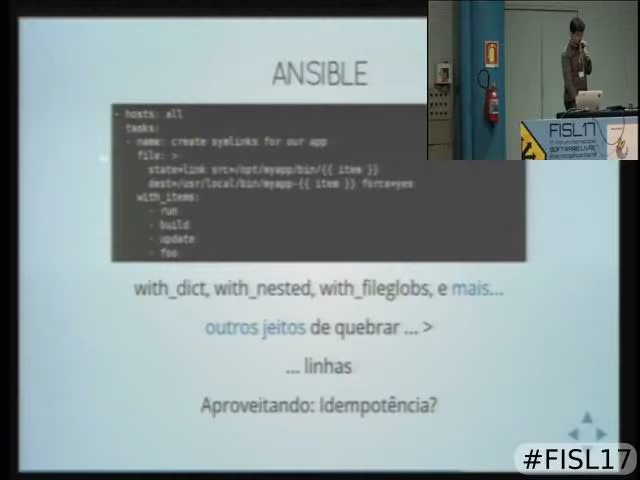 ANSIBLE
- hosts: all
tasks:
- name: create symlinks for our app
file: >
state=link src=/opt/myapp/bin/{{ item }}
dest=/usr/local/bin/myapp-{{ item }} force=yes
with_items:
- run
- build
- update
- foo
with_dict, with_nested, with_fileglobs, e mais...
outros jeitos de quebrar ... >
... linhas
Aproveitando: Idempotência?
FISL17
SOFTWARE LIVRE
#FISL17